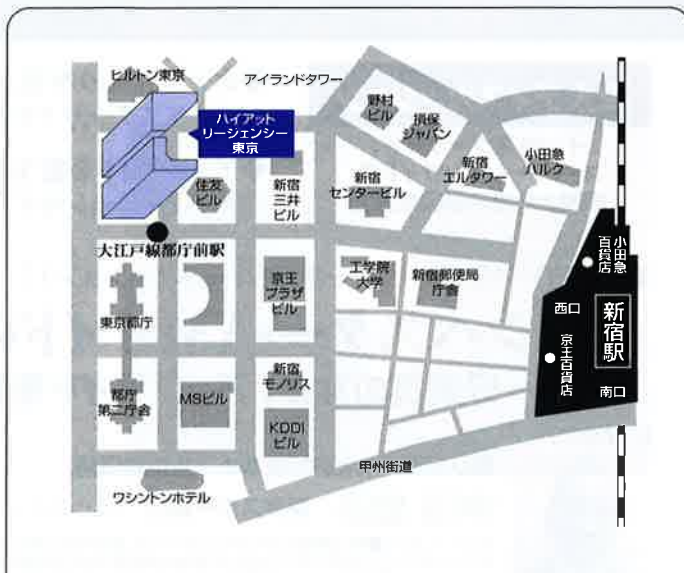 ヒルトン東京
アイランドタワー
ハイアット
リージェンシー
東京
野村
ビル
損保
ジャパン
新宿
エルタワー
小田急
ハルク
住友
ビル
新宿
三井
ビル
新宿
センタービル
大江戸線都庁前駅
小田急
百貨店
東京都庁
京王
プラザ
ビル
工学院
大学
新宿郵便局
庁舎
西口
新宿駅
京王百貨店
南口
都庁
第二庁舎
MSビル
新宿
モノリス
KDDI
ビル
甲州街道
ワシントンホテル